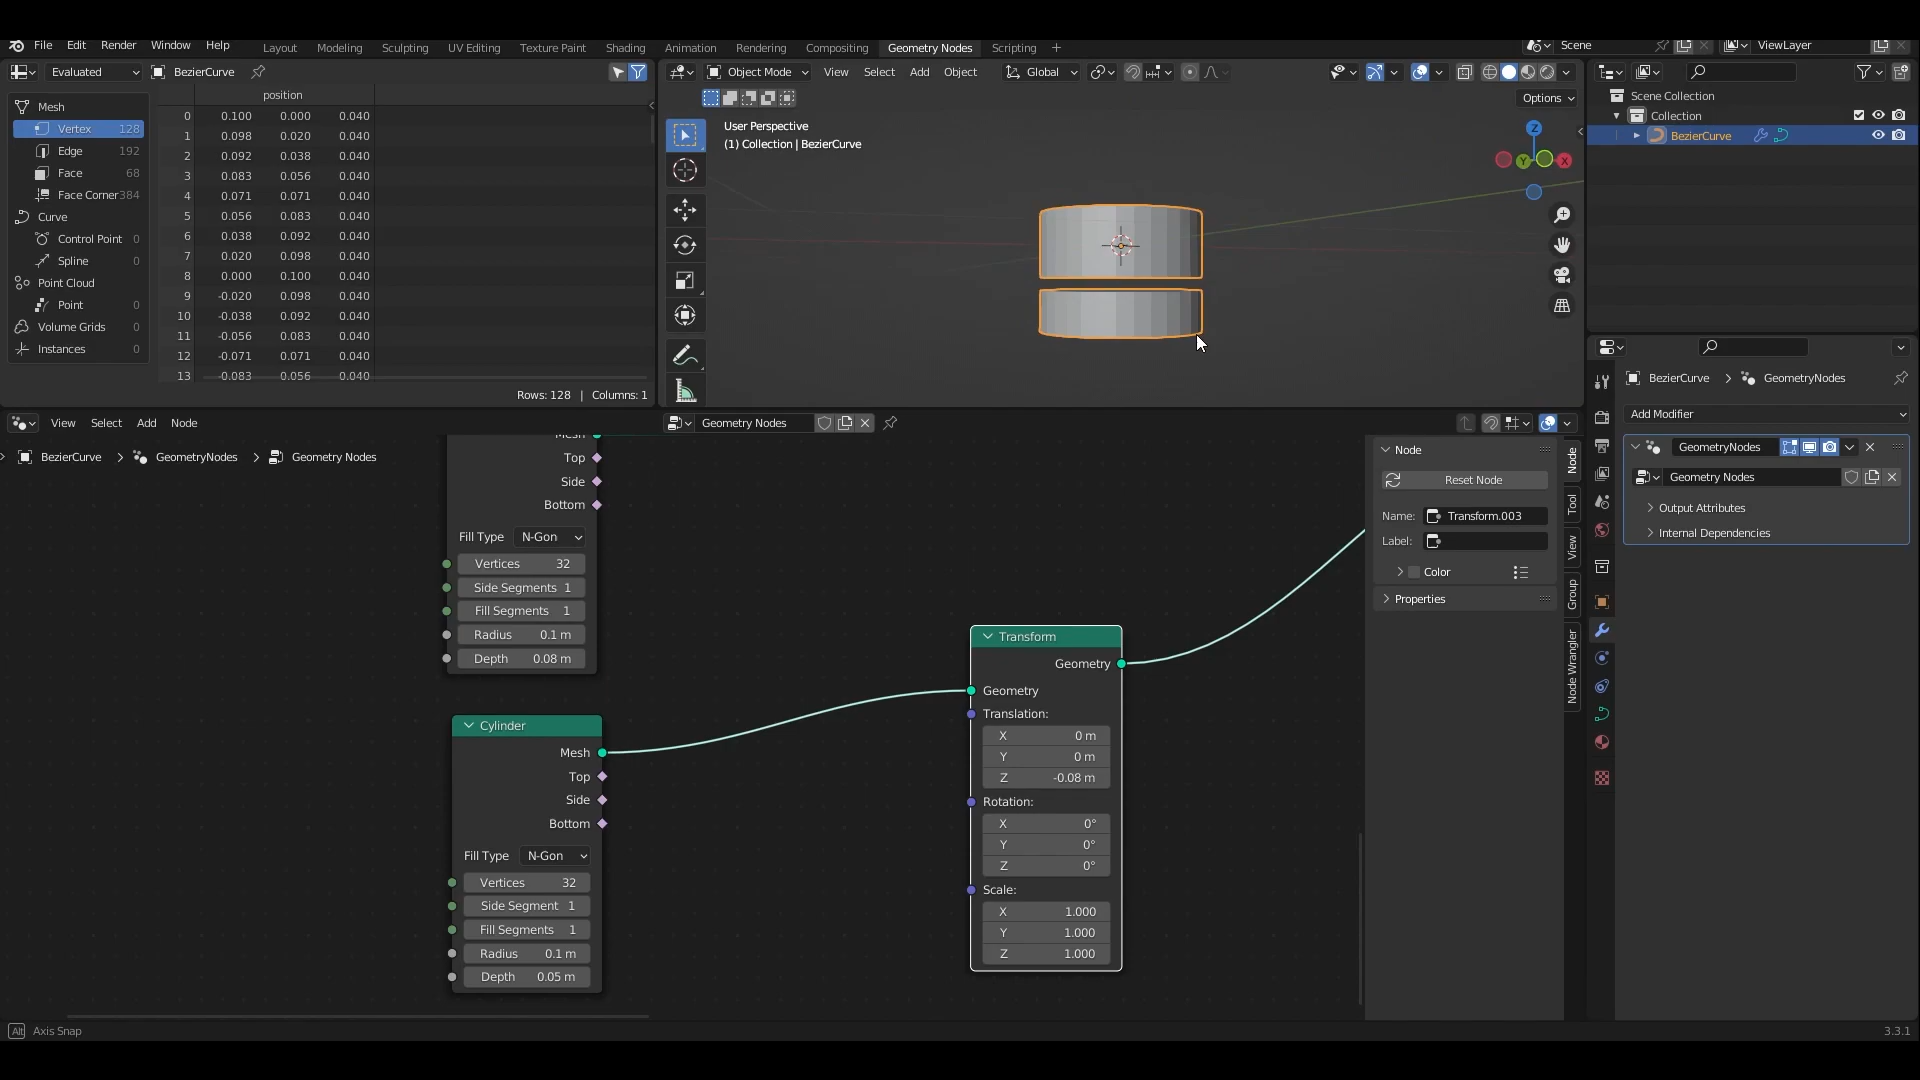 File Edit Render Window Help
Layout Modeling Sculpting UV Editing Texture Paint Shading Animation Rendering Compositing Geometry Nodes Scripting +
Scene
ViewLayer
Evaluated
BezierCurve
position
Mesh
Vertex 128
Edge 192
Face 68
Face Corner 384
Curve
Control Point 0
Spline 0
Point Cloud
Point 0
Volume Grids 0
Instances 0
0 0.100 0.000 0.040
1 0.098 0.020 0.040
2 0.092 0.038 0.040
3 0.083 0.056 0.040
4 0.071 0.071 0.040
5 0.056 0.083 0.040
6 0.038 0.092 0.040
7 0.020 0.098 0.040
8 0.000 0.100 0.040
9 -0.020 0.098 0.040
10 -0.038 0.092 0.040
11 -0.056 0.083 0.040
12 -0.071 0.071 0.040
13 -0.083 0.056 0.040
Rows: 128 | Columns: 1
Object Mode View Select Add Object Global
Options
User Perspective
(1) Collection | BezierCurve
Z
Y
X
Scene Collection
Collection
BezierCurve
View Select Add Node
Geometry Nodes
BezierCurve > GeometryNodes > Geometry Nodes
Mesh
Top
Side
Bottom
Fill Type N-Gon
Vertices 32
Side Segments 1
Fill Segments 1
Radius 0.1 m
Depth 0.08 m
Cylinder
Mesh
Top
Side
Bottom
Fill Type N-Gon
Vertices 32
Side Segment 1
Fill Segments 1
Radius 0.1 m
Depth 0.05 m
Transform
Geometry
Geometry
Translation:
X 0 m
Y 0 m
Z -0.08 m
Rotation:
X 0°
Y 0°
Z 0°
Scale:
X 1.000
Y 1.000
Z 1.000
Node
Reset Node
Name: Transform.003
Label:
Color
Properties
Node
Tool
View
Group
Node Wrangler
BezierCurve > GeometryNodes
Add Modifier
GeometryNodes
Geometry Nodes
Output Attributes
Internal Dependencies
Alt Axis Snap
3.3.1